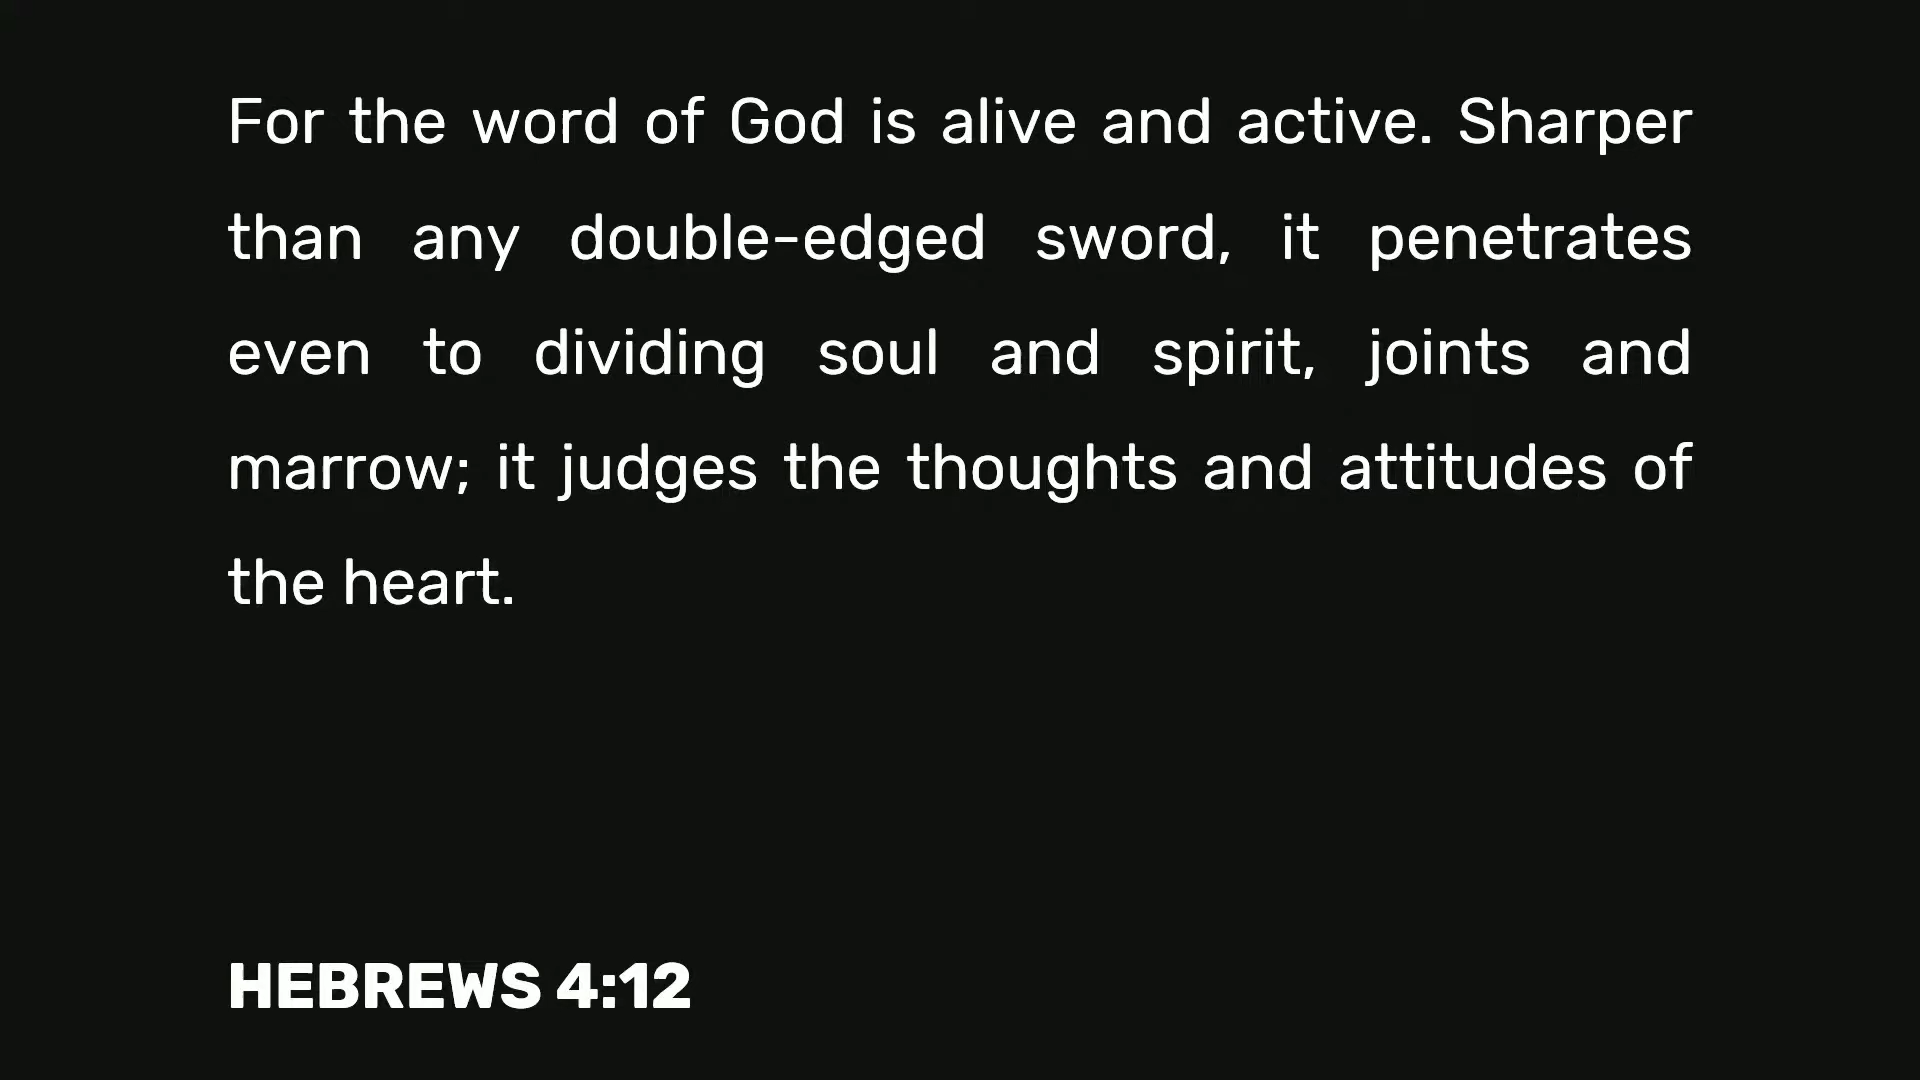 For the word of God is alive and active. Sharper
than any double-edged sword, it penetrates
even to dividing soul and spirit, joints and
marrow; it judges the thoughts and attitudes of
the heart.
HEBREWS 4:12